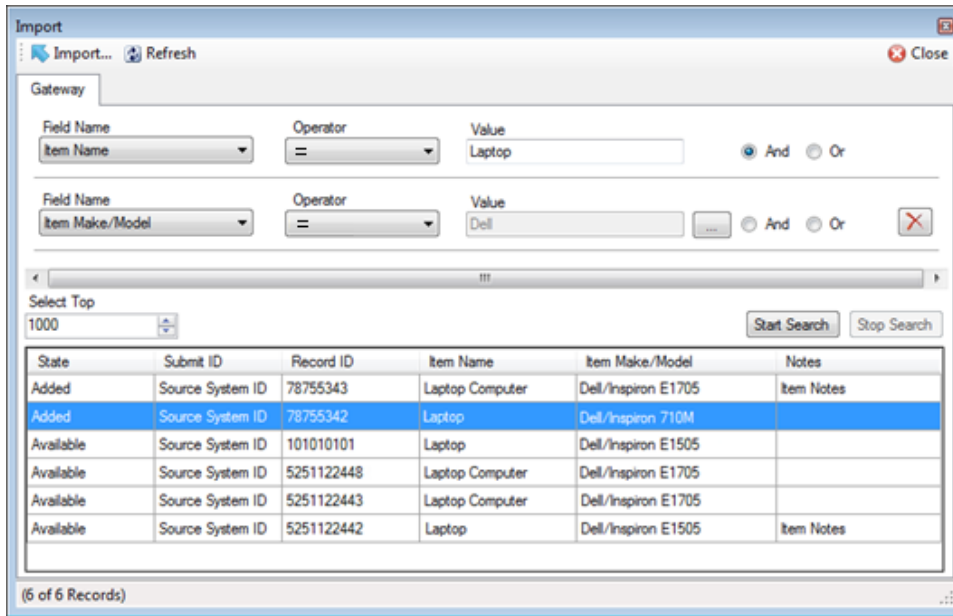 Import
Import... Refresh Close
Gateway
Field Name Operator Value
Item Name = Laptop And Or
Field Name Operator Value
Item Make/Model = Dell ... And Or
Select Top
1000 Start Search Stop Search
State Submit ID Record ID Item Name Item Make/Model Notes
Added Source System ID 78755343 Laptop Computer Dell/Inspiron E1705 Item Notes
Added Source System ID 78755342 Laptop Dell/Inspiron 710M
Available Source System ID 101010101 Laptop Dell/Inspiron E1505
Available Source System ID 5251122448 Laptop Computer Dell/Inspiron E1705
Available Source System ID 5251122443 Laptop Computer Dell/Inspiron E1705
Available Source System ID 5251122442 Laptop Dell/Inspiron E1505 Item Notes
(6 of 6 Records)